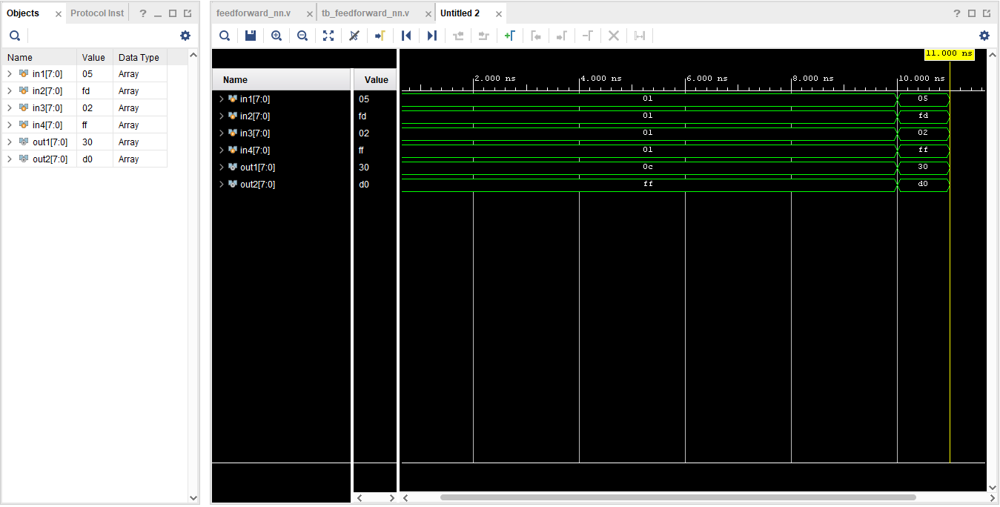 Objects × Protocol Inst ?
Name Value Data Type
in1[7:0] 05 Array
in2[7:0] fd Array
in3[7:0] 02 Array
in4[7:0] ff Array
out1[7:0] 30 Array
out2[7:0] d0 Array
feedforward_nn.v × tb_feedforward_nn.v × Untitled 2 × ?
11.000 ns
Name Value 2.000 ns 4.000 ns 6.000 ns 8.000 ns 10.000 ns
in1[7:0] 05 01 05
in2[7:0] fd 01 fd
in3[7:0] 02 01 02
in4[7:0] ff 01 ff
out1[7:0] 30 0c 30
out2[7:0] d0 ff d0